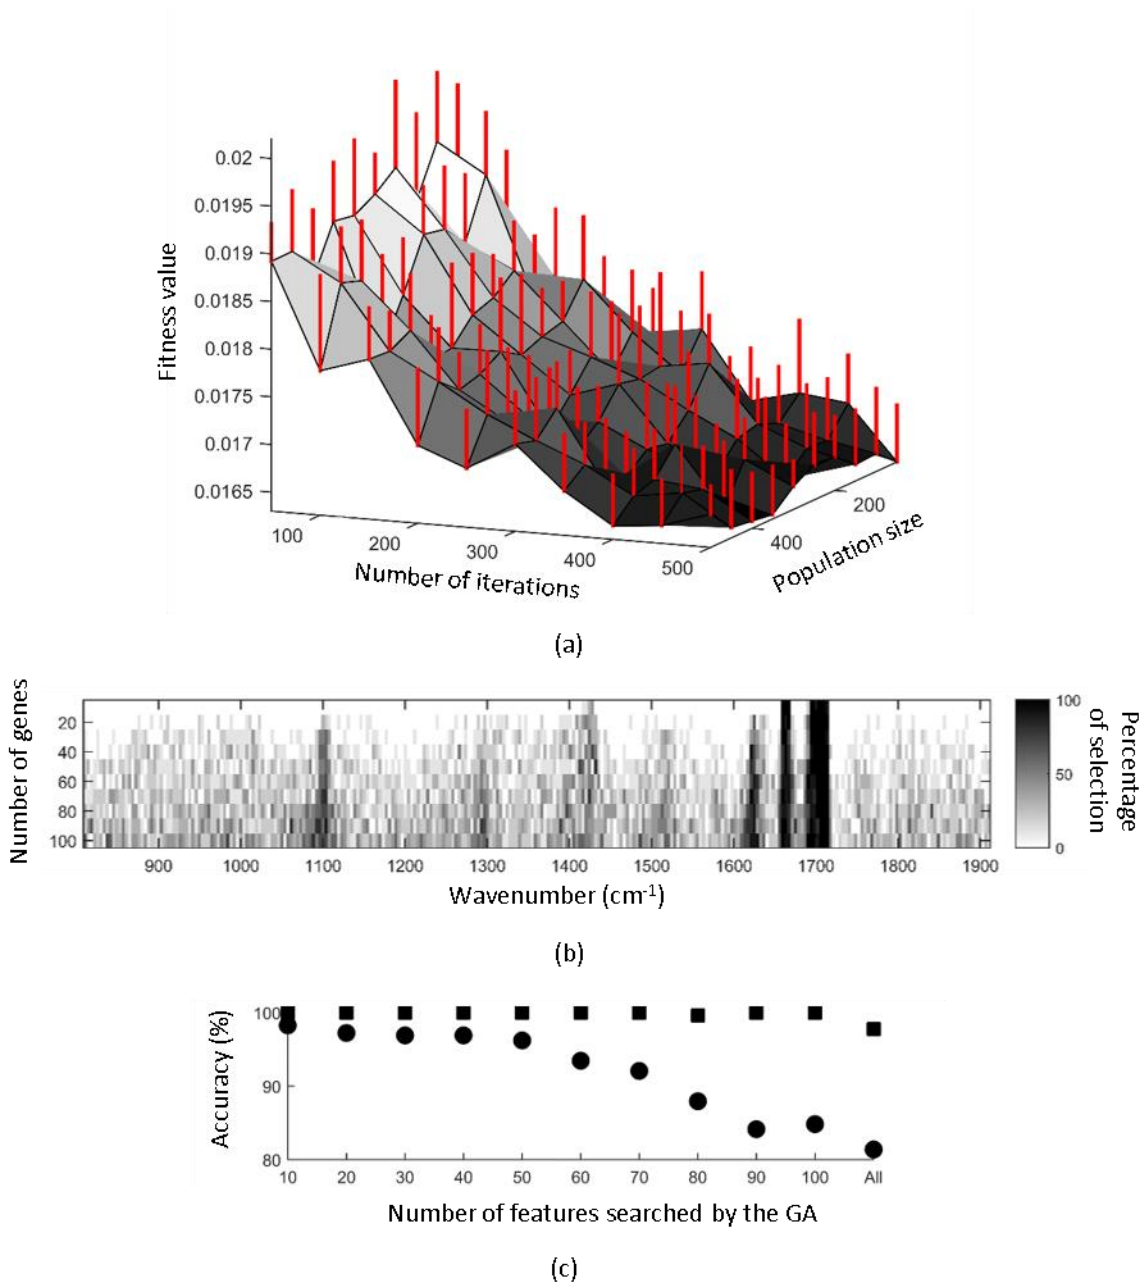 0.02
0.0195
0.019
0.0185
0.018
0.0175
0.017
0.0165
Fitness value
100
200
300
400
500
Number of iterations
200
400
Population size
(a)
Number of genes
20
40
60
80
100
900 1000 1100 1200 1300 1400 1500 1600 1700 1800 1900
Wavenumber (cm-1)
100
50
0
Percentage
of selection
(b)
Accuracy (%)
100
90
80
10 20 30 40 50 60 70 80 90 100 All
Number of features searched by the GA
(c)